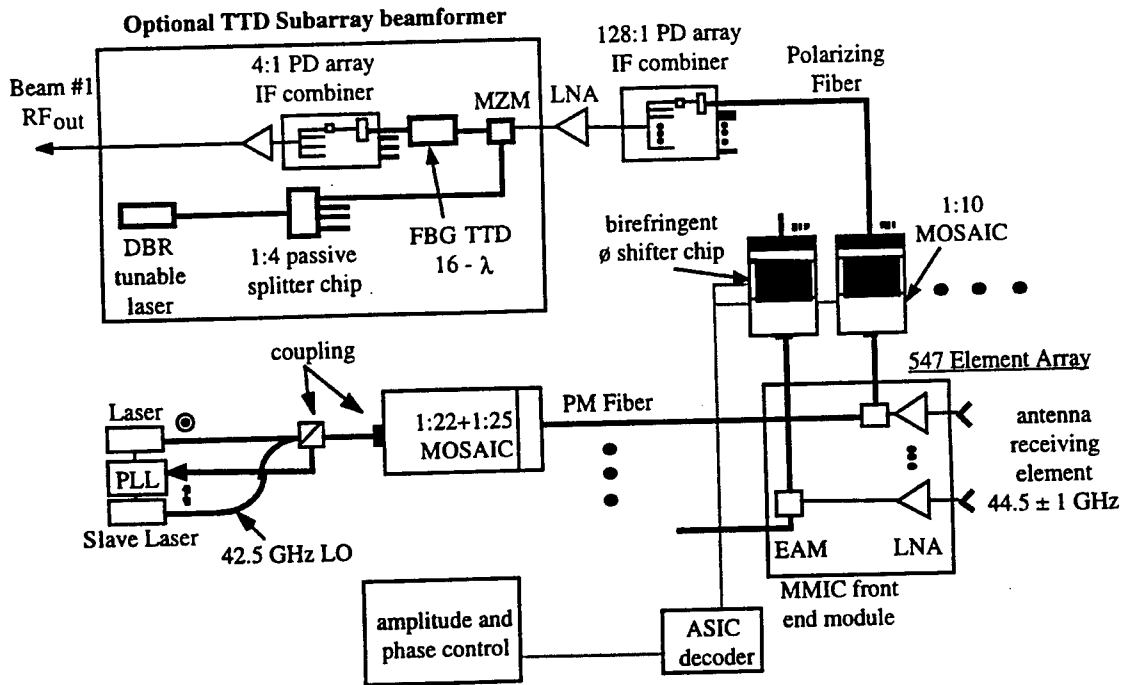 Optional TTD Subarray beamformer
4:1 PD array
IF combiner
128:1 PD array
IF combiner
Polarizing
Fiber
Beam #1
RFout
MZM
LNA
DBR
tunable
laser
1:4 passive
splitter chip
FBG TTD
16 - λ
birefringent
ø shifter chip
1:10
MOSAIC
coupling
547 Element Array
Laser
PLL
Slave Laser
1:22+1:25
MOSAIC
PM Fiber
antenna
receiving
element
44.5 ± 1 GHz
42.5 GHz LO
EAM
LNA
MMIC front
end module
amplitude and
phase control
ASIC
decoder